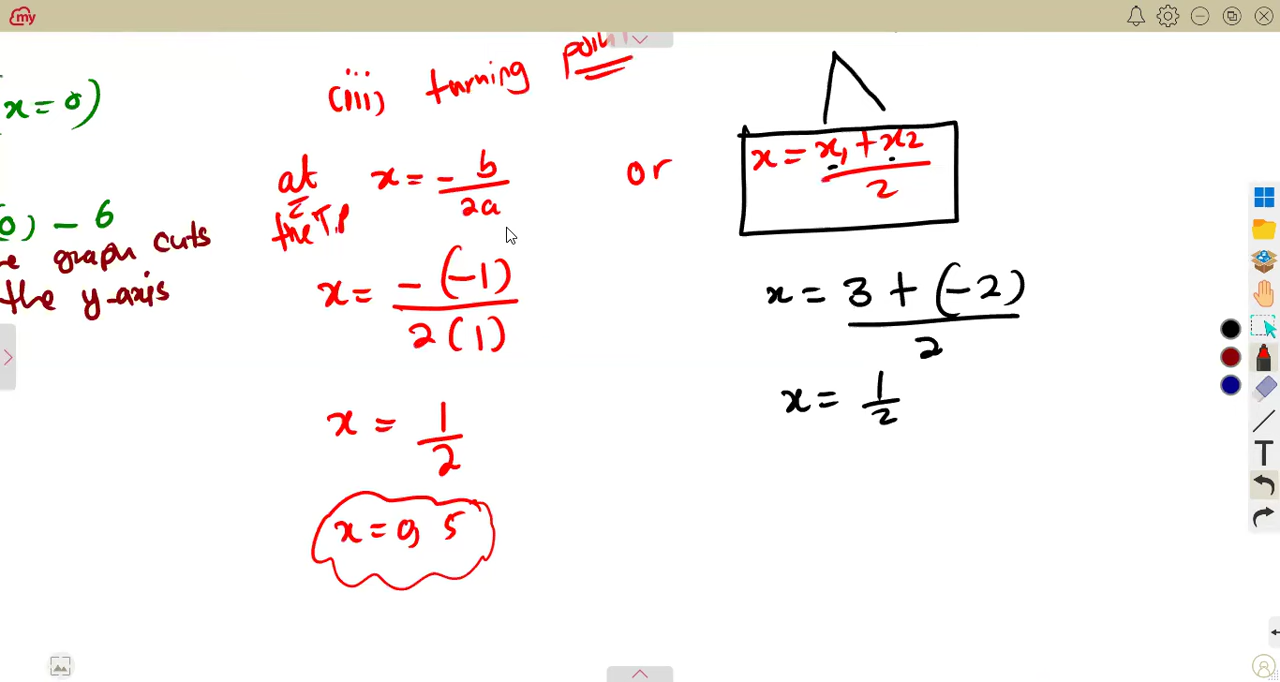 my
x = 0)
0) - 6
graph cuts
the y-axis
(iii) turning point
at the T.P x = - b/2a or x = x₁ + x₂/2
x = -(-1)/2(1)
x = 1/2
x = 0,5
x = 3 + (-2)/2
x = 1/2
T